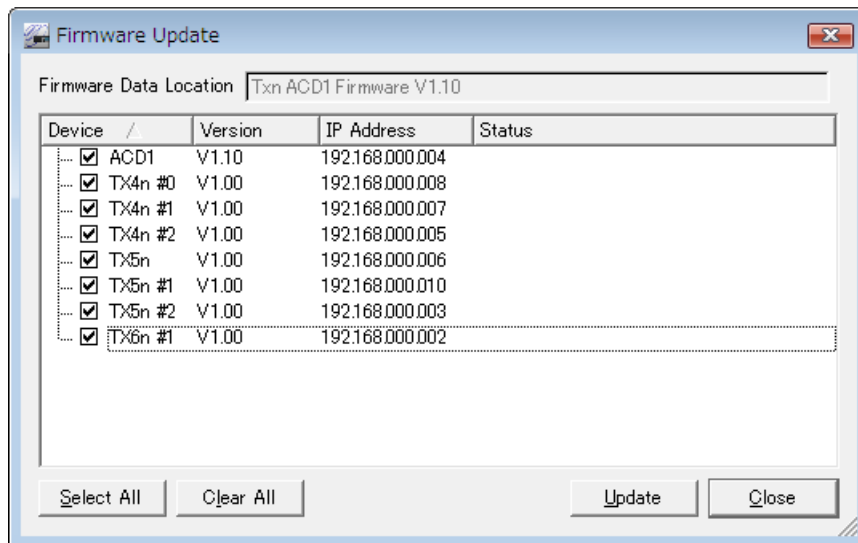 Firmware Update
Firmware Data Location Txn ACD1 Firmware V1.10
Device Version IP Address Status
ACD1 V1.10 192.168.000.004
TX4n #0 V1.00 192.168.000.008
TX4n #1 V1.00 192.168.000.007
TX4n #2 V1.00 192.168.000.005
TX5n V1.00 192.168.000.006
TX5n #1 V1.00 192.168.000.010
TX5n #2 V1.00 192.168.000.003
TX6n #1 V1.00 192.168.000.002
Select All Clear All Update Close